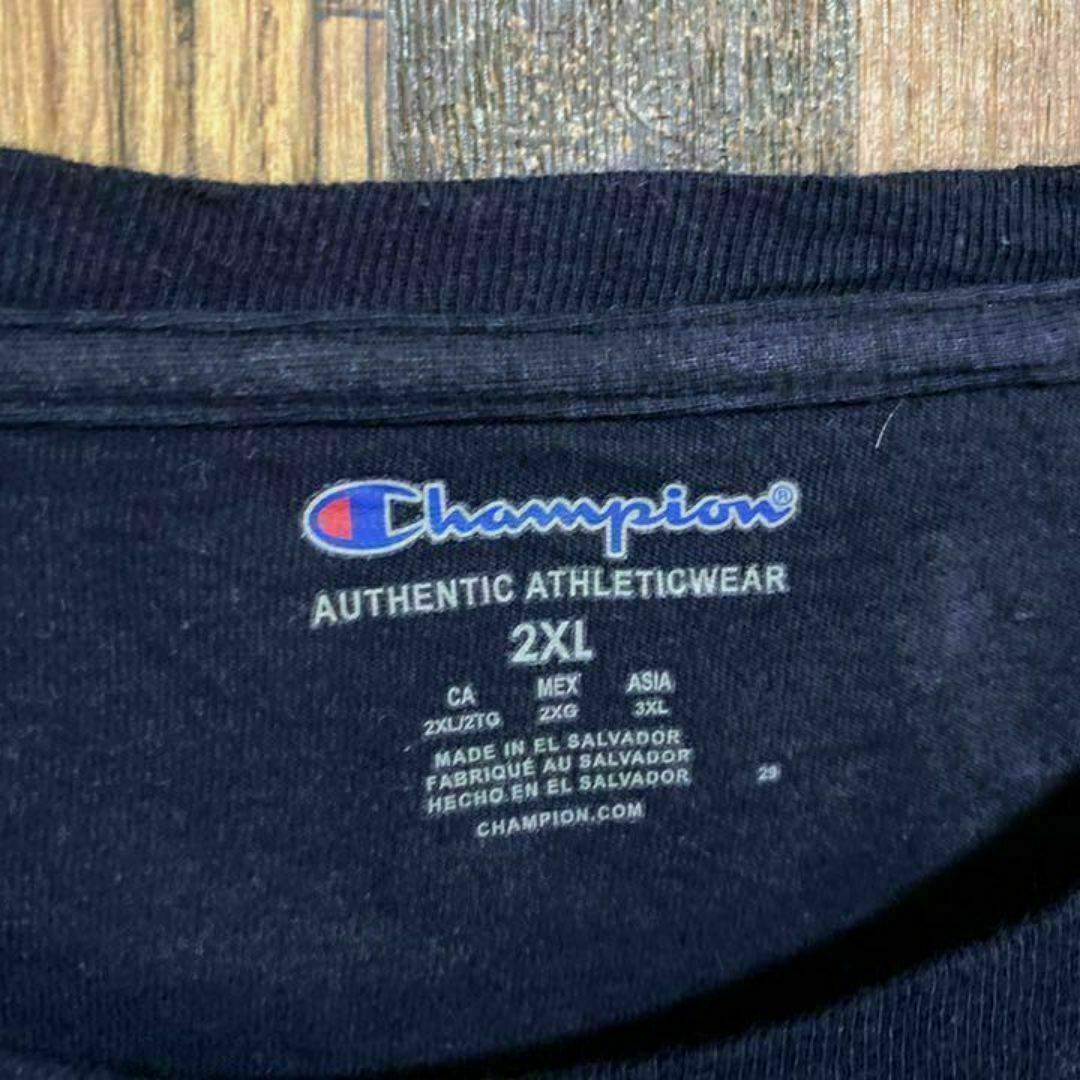 Champion®
AUTHENTIC ATHLETICWEAR
2XL
CA MEX ASIA
2XL/2TG 2XG 3XL
MADE IN EL SALVADOR
FABRIQUÉ AU SALVADOR
HECHO EN EL SALVADOR
29
CHAMPION.COM